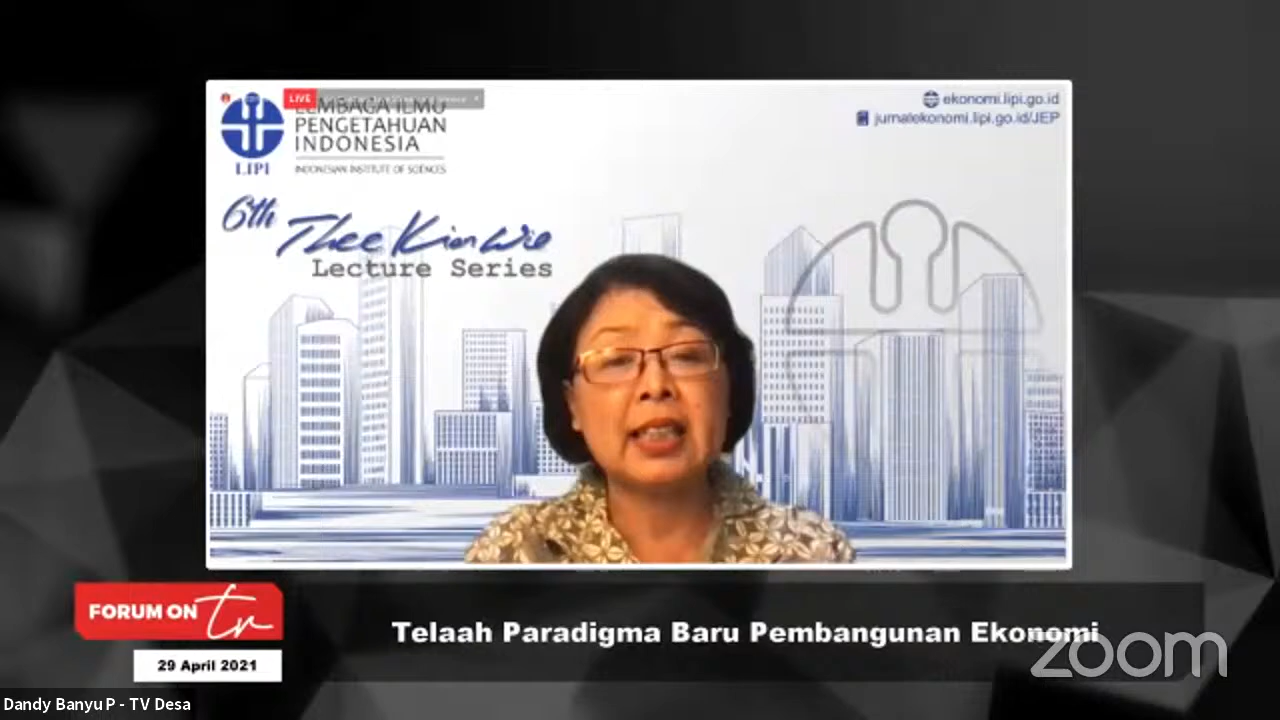 LIVE
LEMBAGA ILMU
PENGETAHUAN
INDONESIA
LIPI
INDONESIAN INSTITUTE OF SCIENCES
ekonomi.lipi.go.id
jurnalekonomi.lipi.go.id/JEP
6th Thee Kian Wie
Lecture Series
FORUM ON tr
Telaah Paradigma Baru Pembangunan Ekonomi
zoom
29 April 2021
Dandy Banyu P - TV Desa